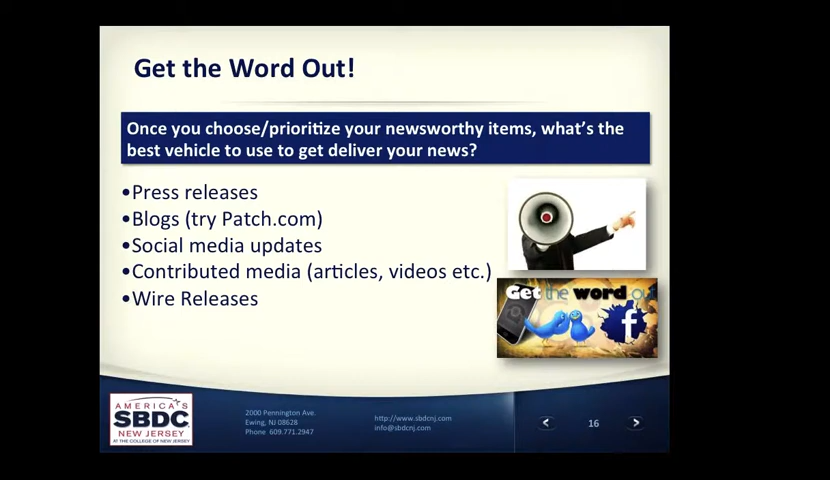 Get the Word Out!
Once you choose/prioritize your newsworthy items, what's the
best vehicle to use to get deliver your news?
•Press releases
•Blogs (try Patch.com)
•Social media updates
•Contributed media (articles, videos etc.)
•Wire Releases
Get the word out
f
AMERICA'S
SBDC
NEW JERSEY
AT THE COLLEGE OF NEW JERSEY
2000 Pennington Ave.
Ewing, NJ 08628
Phone 609.771.2947
http://www.sbdcnj.com
info@sbdcnj.com
< 16 >